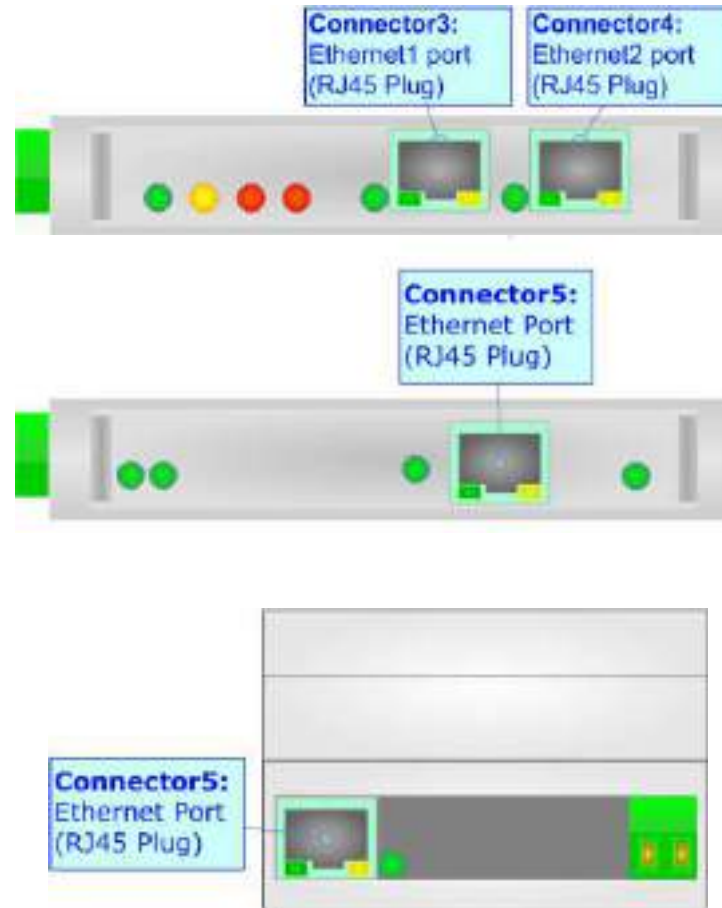 Connector3:
Ethernet1 port
(RJ45 Plug)
Connector4:
Ethernet2 port
(RJ45 Plug)
Connector5:
Ethernet Port
(RJ45 Plug)
Connector5:
Ethernet Port
(RJ45 Plug)